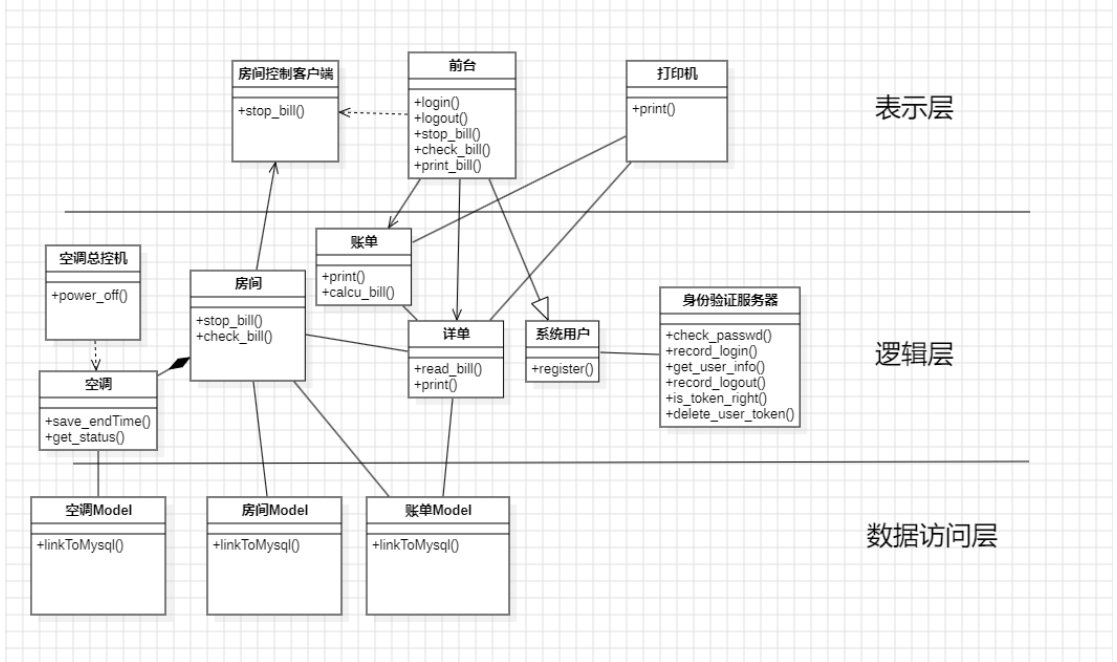 房间控制客户端
+stop_bill()
前台
+login()
+logout()
+stop_bill()
+check_bill()
+print_bill()
打印机
+print()
表示层
空调总控机
+power_off()
房间
+stop_bill()
+check_bill()
账单
+print()
+calcu_bill()
详单
+read_bill()
+print()
系统用户
+register()
身份验证服务器
+check_passwd()
+record_login()
+get_user_info()
+record_logout()
+is_token_right()
+delete_user_token()
逻辑层
空调
+save_endTime()
+get_status()
空调Model
+linkToMysql()
房间Model
+linkToMysql()
账单Model
+linkToMysql()
数据访问层